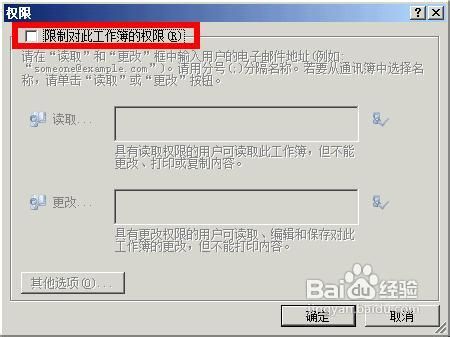 权限
限制对此工作簿的权限(R)
请在“读取”和“更改”框中输入用户的电子邮件地址(例如:
“someone@example.com”)。请用分号(;)分隔名称。若要从通讯簿中选择名
称，请单击“读取”或“更改”按钮。
读取...
具有读取权限的用户可读取此工作簿，但不能
更改、打印或复制内容。
更改...
具有更改权限的用户可读取、编辑和保存对此
工作簿的更改，但不能打印内容。
其他选项(O)...
Baidu经验
jingyan.baidu.com
确定
取消